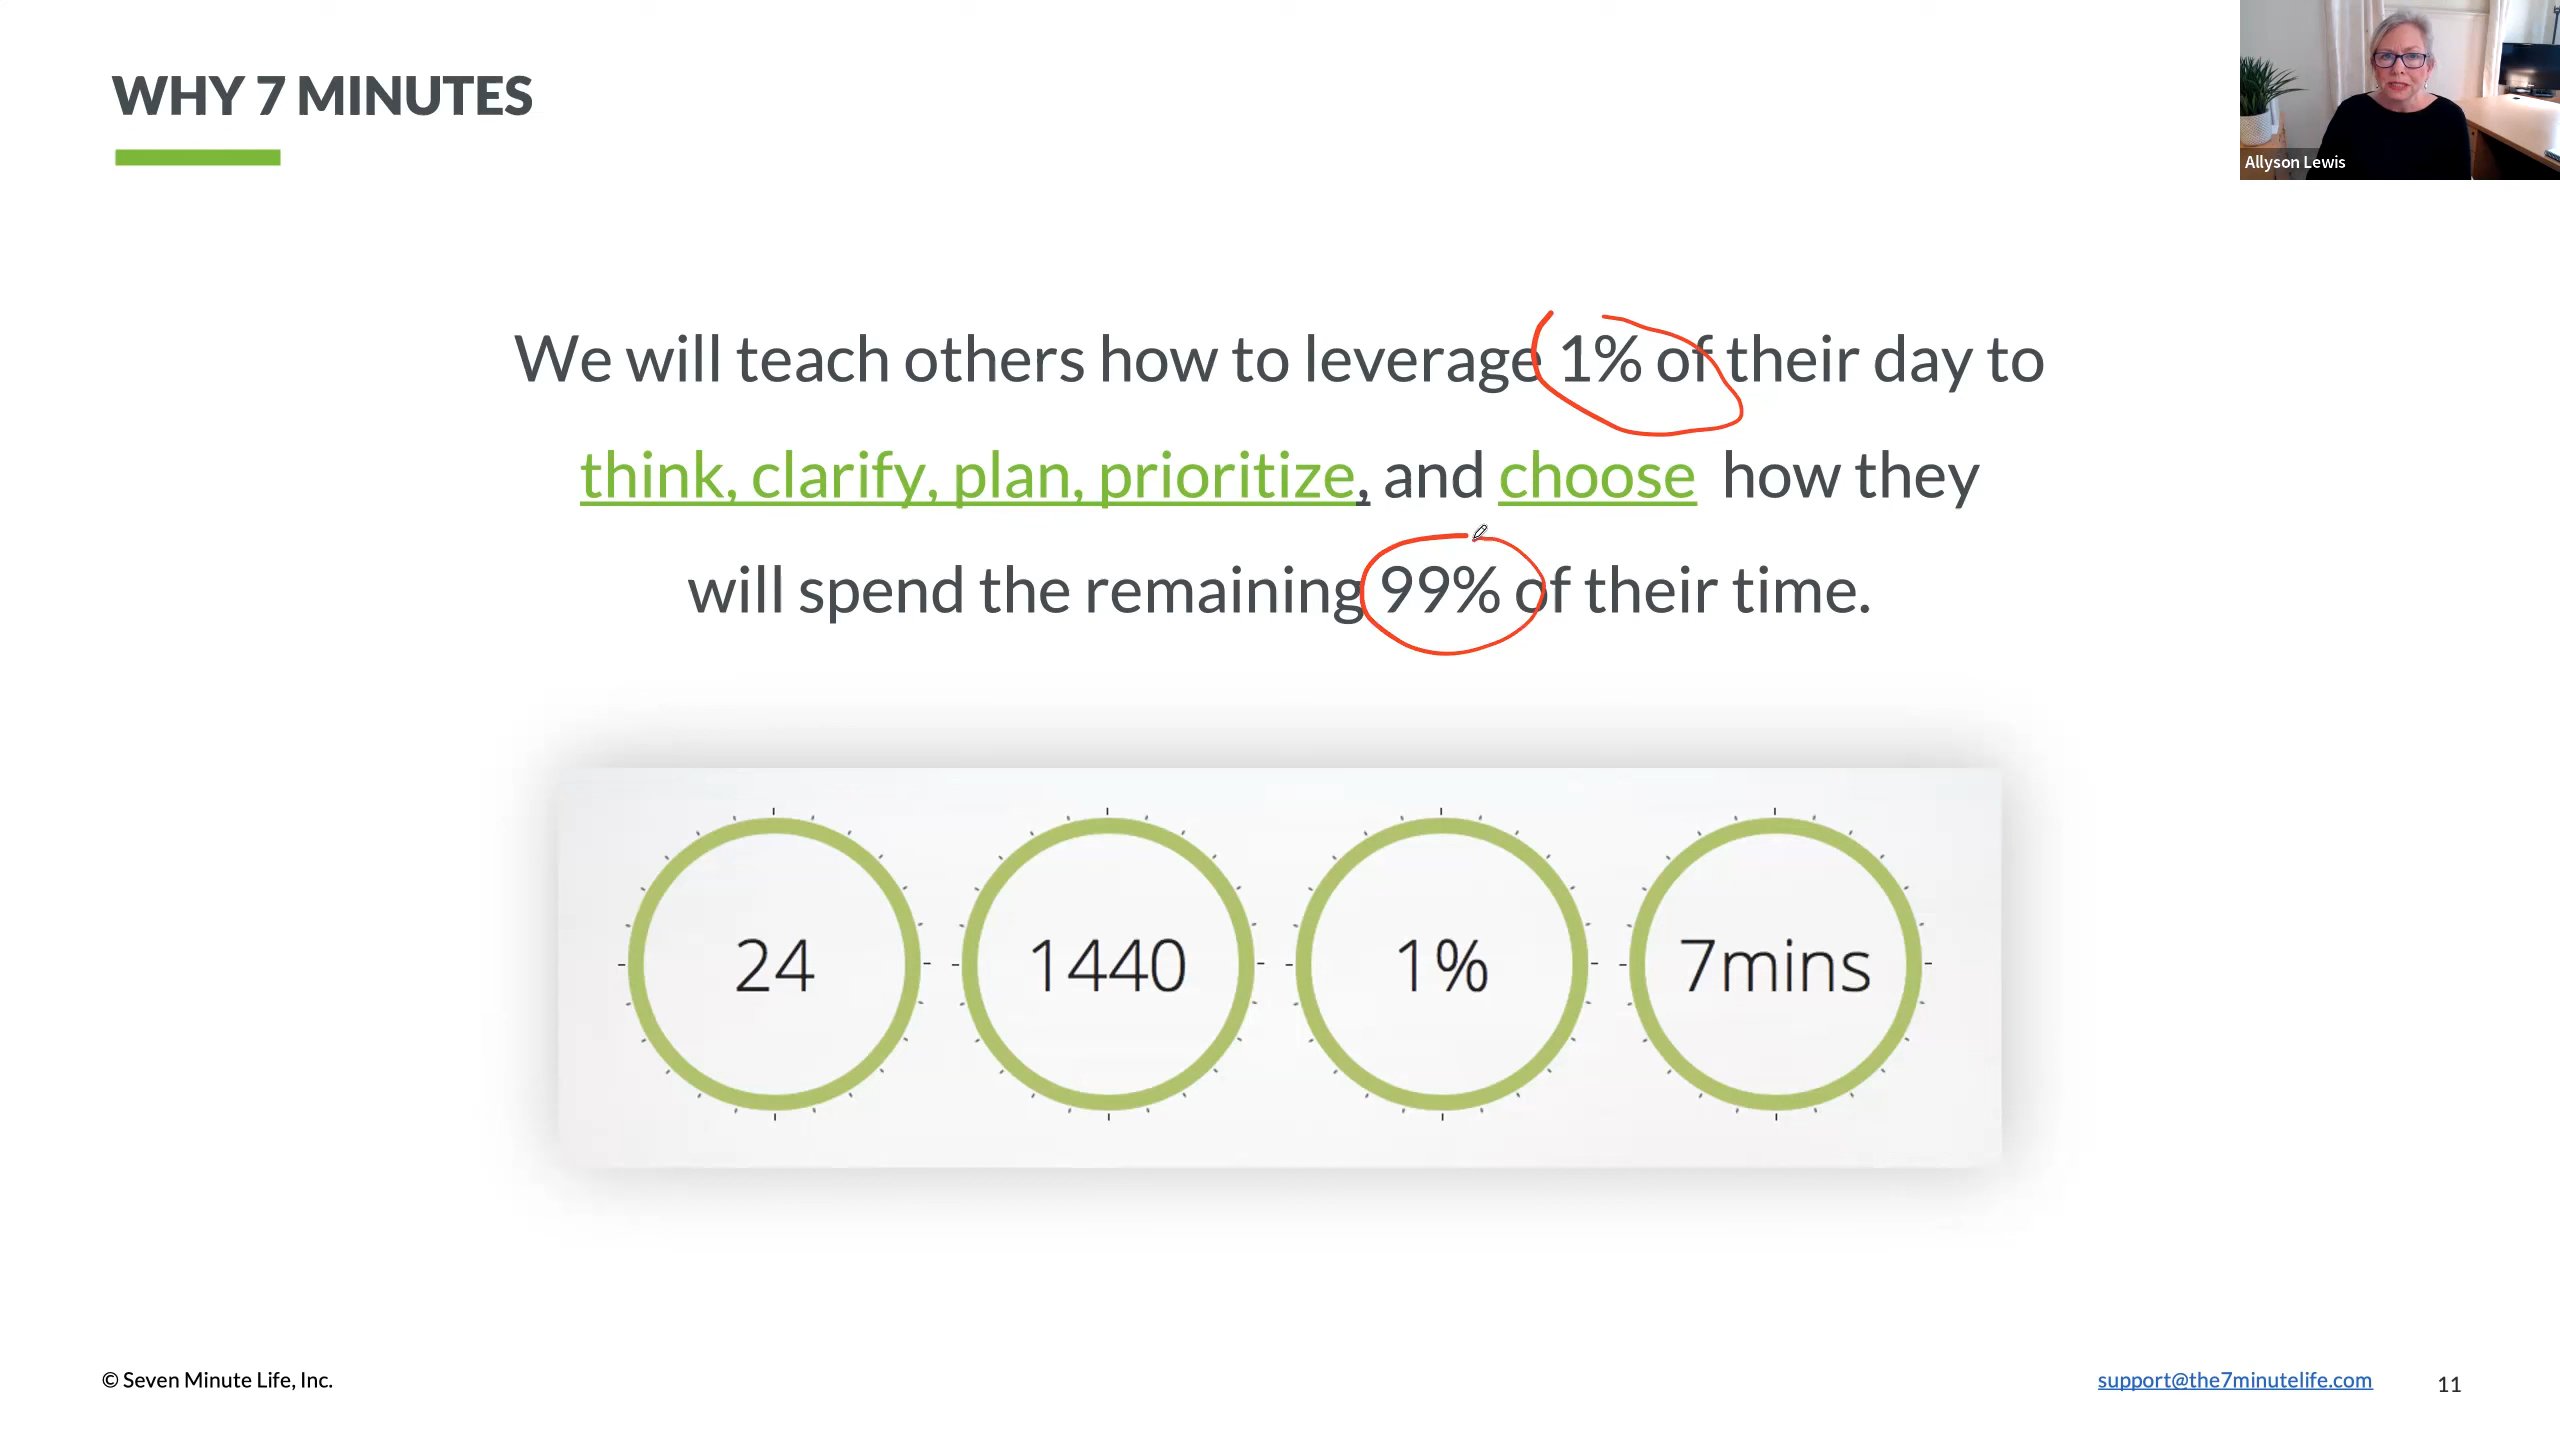 WHY 7 MINUTES
Allyson Lewis
We will teach others how to leverage 1% of their day to
think, clarify, plan, prioritize, and choose how they
will spend the remaining 99% of their time.
24 1440 1% 7mins
© Seven Minute Life, Inc.
support@the7minutelife.com 11